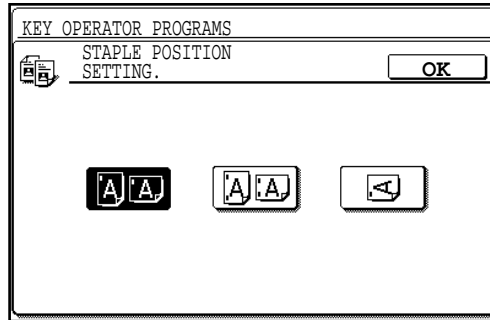 KEY OPERATOR PROGRAMS
STAPLE POSITION
SETTING.
OK
A A A A A